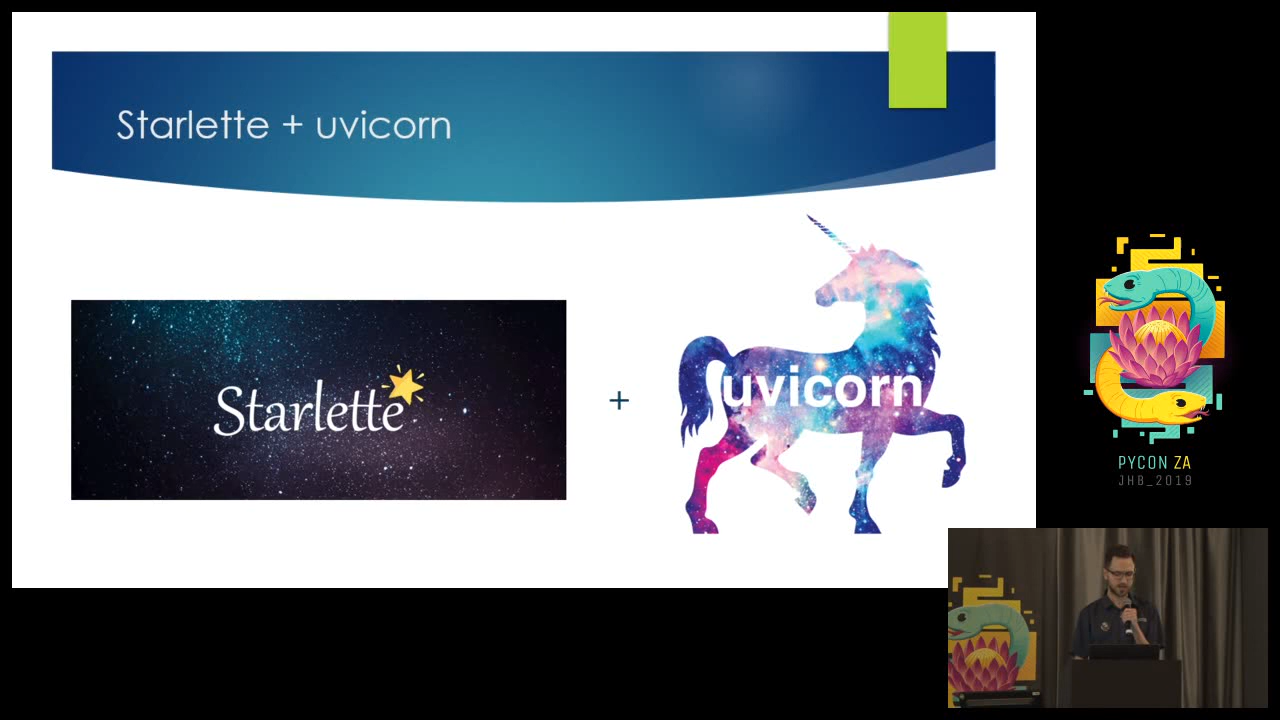 Starlette + uvicorn
Starlette
+
uvicorn
PYCON ZA
JHB_2019